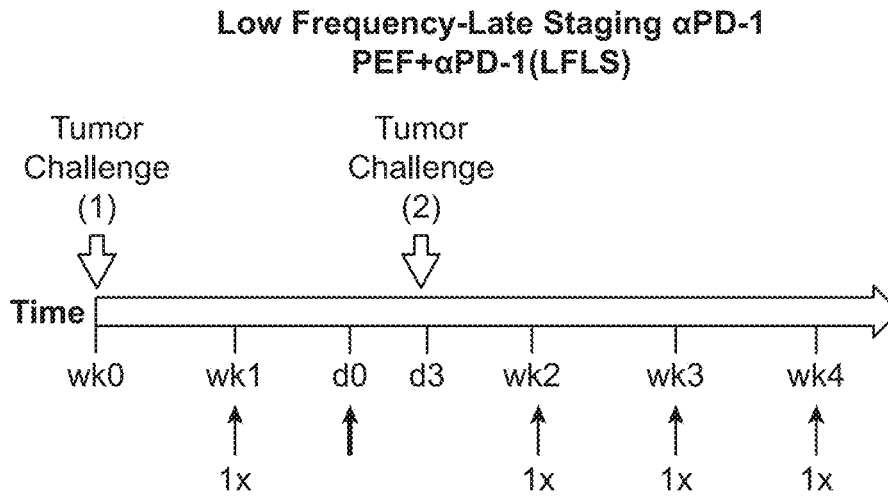 Low Frequency-Late Staging αPD-1
PEF+αPD-1(LFLS)
Tumor
Challenge
(1)
Tumor
Challenge
(2)
Time
wk0 wk1 d0 d3 wk2 wk3 wk4
1x 1x 1x 1x